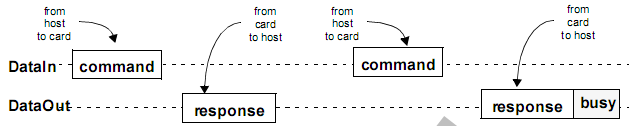 from
host
to card
from
card
to host
from
host
to card
from
card
to host
DataIn
command
command
DataOut
response
response
busy